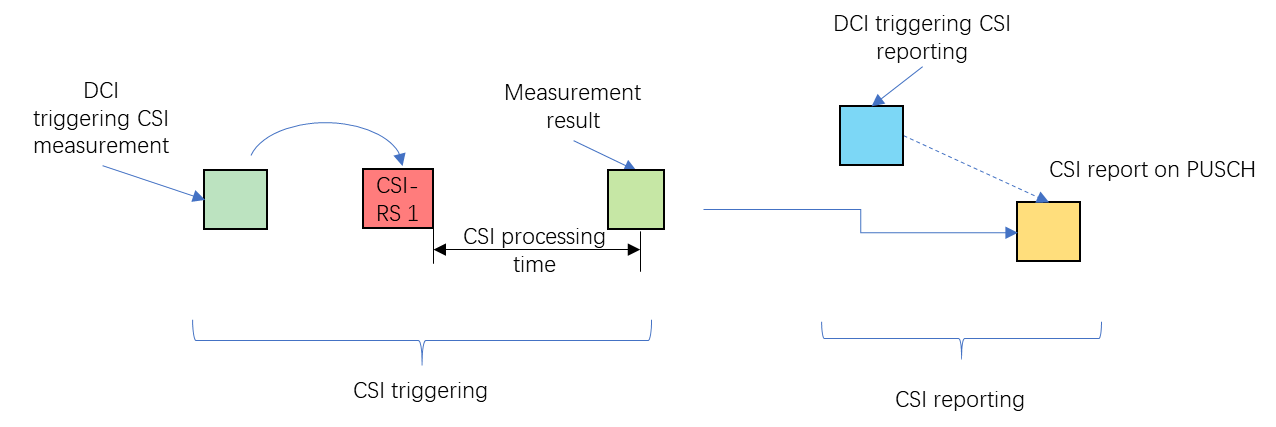 DCI
triggering CSI
measurement
CSI-
RS 1
Measurement
result
CSI processing
time
CSI triggering
DCI triggering CSI
reporting
CSI report on PUSCH
CSI reporting